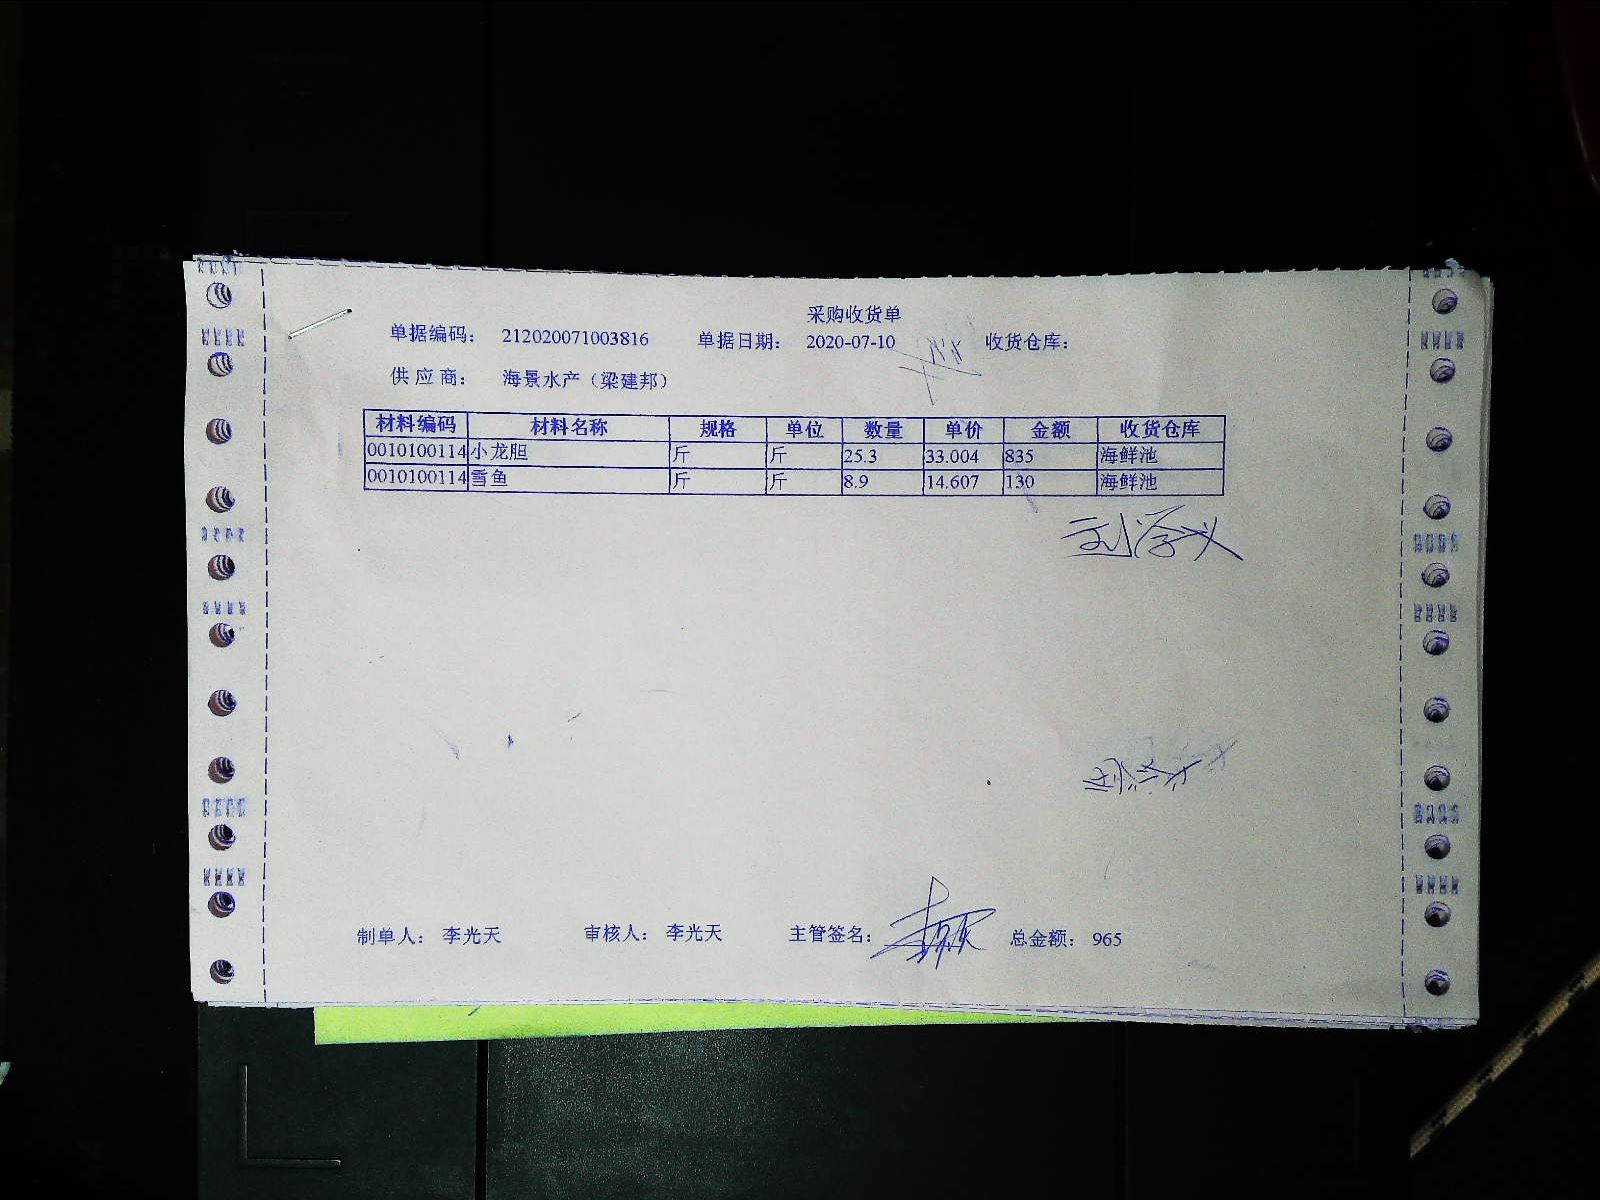 采购收货单
单据编码: 212020071003816 单据日期: 2020-07-10 收货仓库:
供应商: 海景水产（梁建邦）
材料编码 材料名称 规格 单位 数量 单价 金额 收货仓库
0010100114 小龙胆 斤 斤 25.3 33.004 835 海鲜池
0010100114 雪鱼 斤 斤 8.9 14.607 130 海鲜池
刘学义
制单人: 李光天 审核人: 李光天 主管签名: 总金额: 965